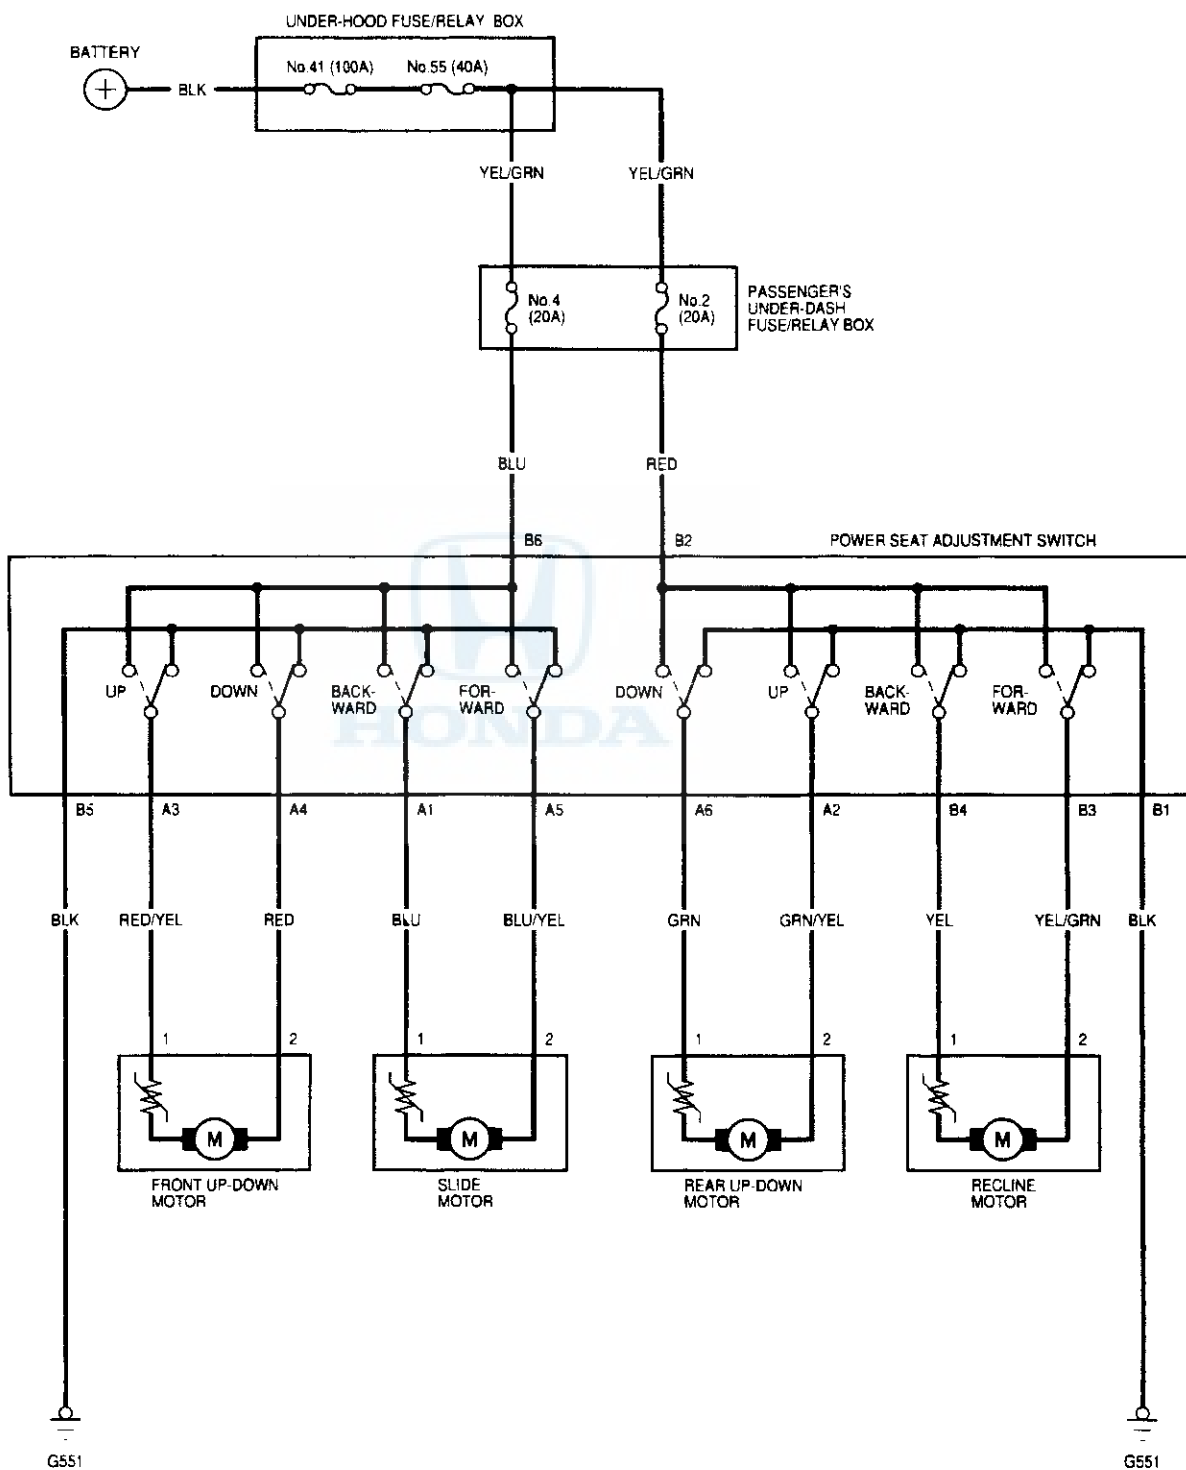 UNDER-HOOD FUSE/RELAY BOX
BATTERY
No.41 (100A)
No.55 (40A)
+
BLK
YEL/GRN
YEL/GRN
No.4
(20A)
No.2
(20A)
PASSENGER'S
UNDER-DASH
FUSE/RELAY BOX
BLU
RED
B6
B2
POWER SEAT ADJUSTMENT SWITCH
UP
DOWN
BACK-
WARD
FOR-
WARD
DOWN
UP
BACK-
WARD
FOR-
WARD
HONDA
B5
A3
A4
A1
A5
A6
A2
B4
B3
B1
BLK
RED/YEL
RED
BLU
BLU/YEL
GRN
GRN/YEL
YEL
YEL/GRN
BLK
1
2
1
2
1
2
1
2
M
M
M
M
FRONT UP-DOWN
MOTOR
SLIDE
MOTOR
REAR UP-DOWN
MOTOR
RECLINE
MOTOR
G551
G551